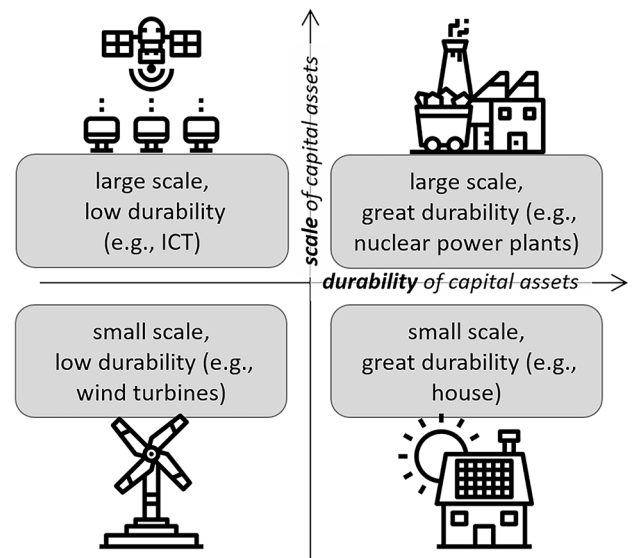 large scale,
low durability
(e.g., ICT)
scale of capital assets
large scale,
great durability (e.g.,
nuclear power plants)
durability of capital assets
small scale,
low durability (e.g.,
wind turbines)
small scale,
great durability (e.g.,
house)